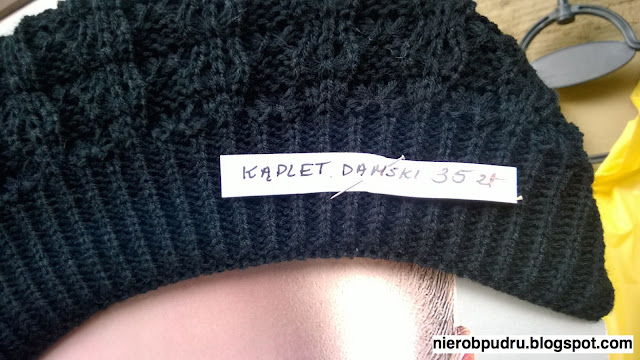 KĄPLET. DAMSKI 35 zł
nierobpudru.blogspot.com